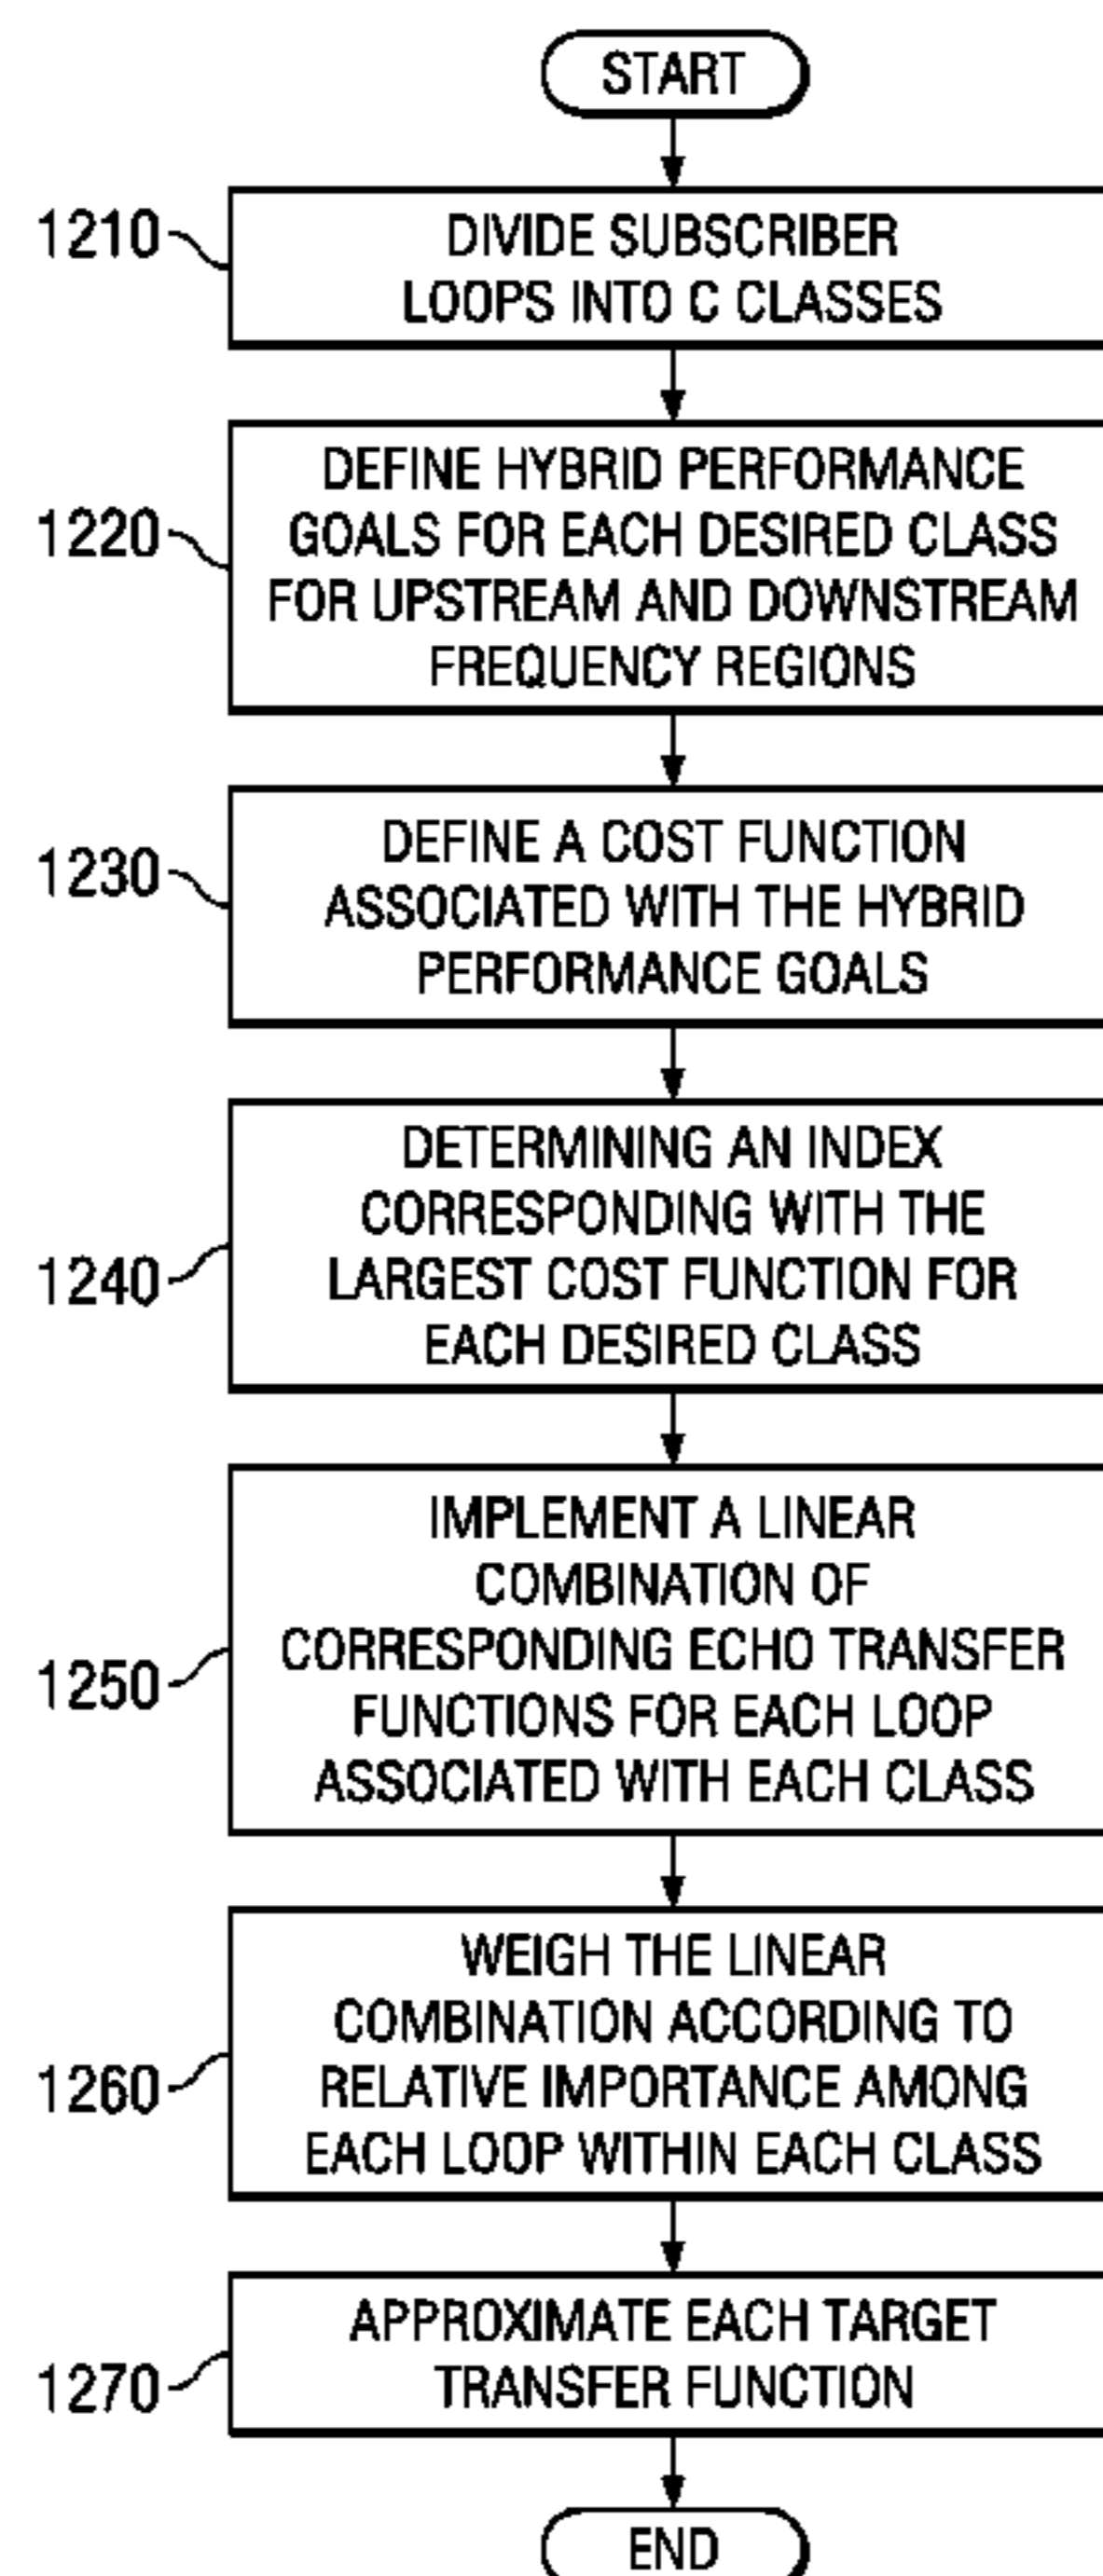 START
1210
DIVIDE SUBSCRIBER
LOOPS INTO C CLASSES
1220
DEFINE HYBRID PERFORMANCE
GOALS FOR EACH DESIRED CLASS
FOR UPSTREAM AND DOWNSTREAM
FREQUENCY REGIONS
1230
DEFINE A COST FUNCTION
ASSOCIATED WITH THE HYBRID
PERFORMANCE GOALS
1240
DETERMINING AN INDEX
CORRESPONDING WITH THE
LARGEST COST FUNCTION FOR
EACH DESIRED CLASS
1250
IMPLEMENT A LINEAR
COMBINATION OF
CORRESPONDING ECHO TRANSFER
FUNCTIONS FOR EACH LOOP
ASSOCIATED WITH EACH CLASS
1260
WEIGH THE LINEAR
COMBINATION ACCORDING TO
RELATIVE IMPORTANCE AMONG
EACH LOOP WITHIN EACH CLASS
1270
APPROXIMATE EACH TARGET
TRANSFER FUNCTION
END